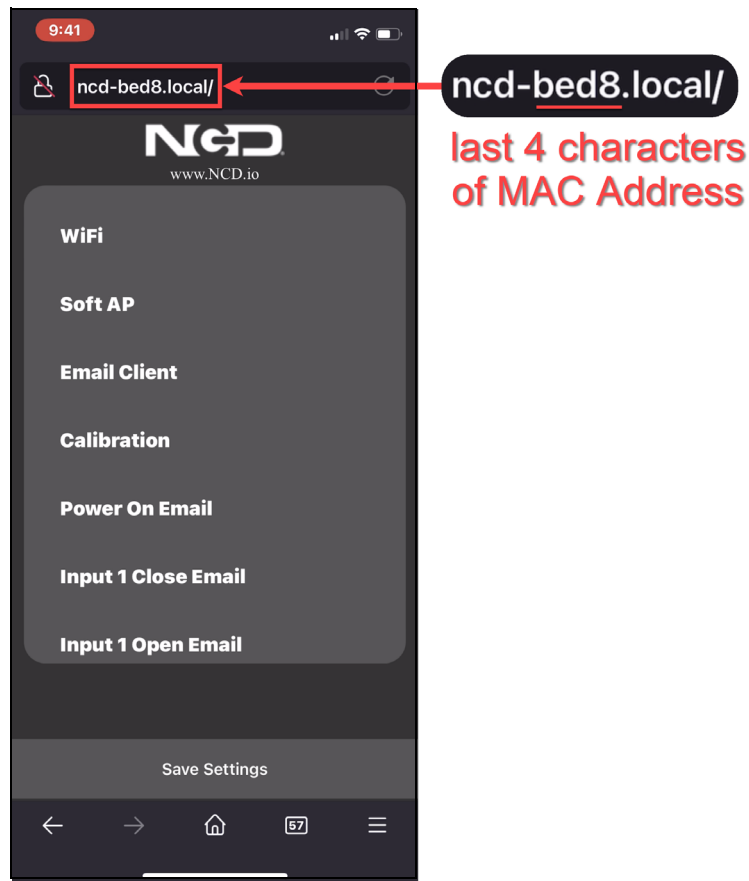 9:41
ncd-bed8.local/
ncd-bed8.local/
last 4 characters
of MAC Address
NCD
www.NCD.io
WiFi
Soft AP
Email Client
Calibration
Power On Email
Input 1 Close Email
Input 1 Open Email
Save Settings
57